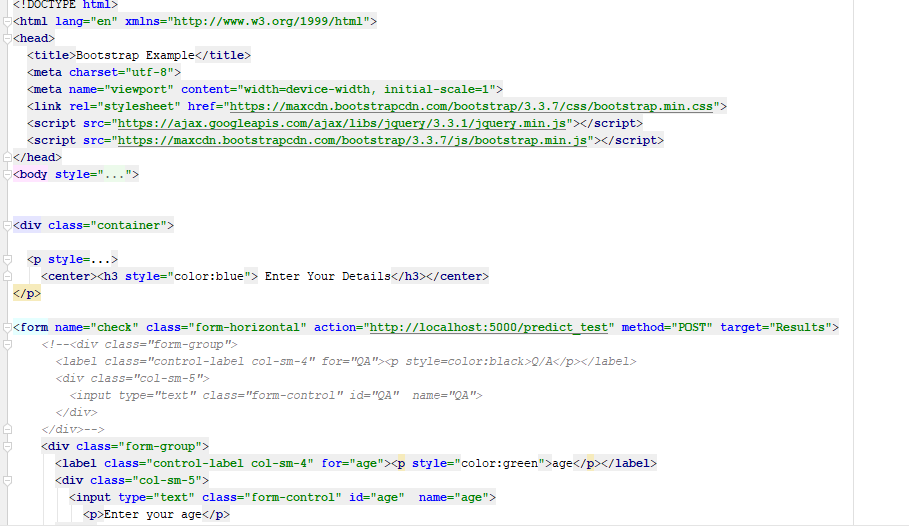 <!DOCTYPE html>
<html lang="en" xmlns="http://www.w3.org/1999/html">
<head>
  <title>Bootstrap Example</title>
  <meta charset="utf-8">
  <meta name="viewport" content="width=device-width, initial-scale=1">
  <link rel="stylesheet" href="https://maxcdn.bootstrapcdn.com/bootstrap/3.3.7/css/bootstrap.min.css">
  <script src="https://ajax.googleapis.com/ajax/libs/jquery/3.3.1/jquery.min.js"></script>
  <script src="https://maxcdn.bootstrapcdn.com/bootstrap/3.3.7/js/bootstrap.min.js"></script>
</head>
<body style="...">
<div class="container">
  <p style=...>
    <center><h3 style="color:blue"> Enter Your Details</h3></center>
</p>
<form name="check" class="form-horizontal" action="http://localhost:5000/predict_test" method="POST" target="Results">
    <!--<div class="form-group">
      <label class="control-label col-sm-4" for="QA"><p style=color:black>Q/A</p></label>
      <div class="col-sm-5">
        <input type="text" class="form-control" id="QA"  name="QA">
      </div>
    </div>-->
    <div class="form-group">
      <label class="control-label col-sm-4" for="age"><p style="color:green">age</p></label>
      <div class="col-sm-5">
        <input type="text" class="form-control" id="age"  name="age">
          <p>Enter your age</p>